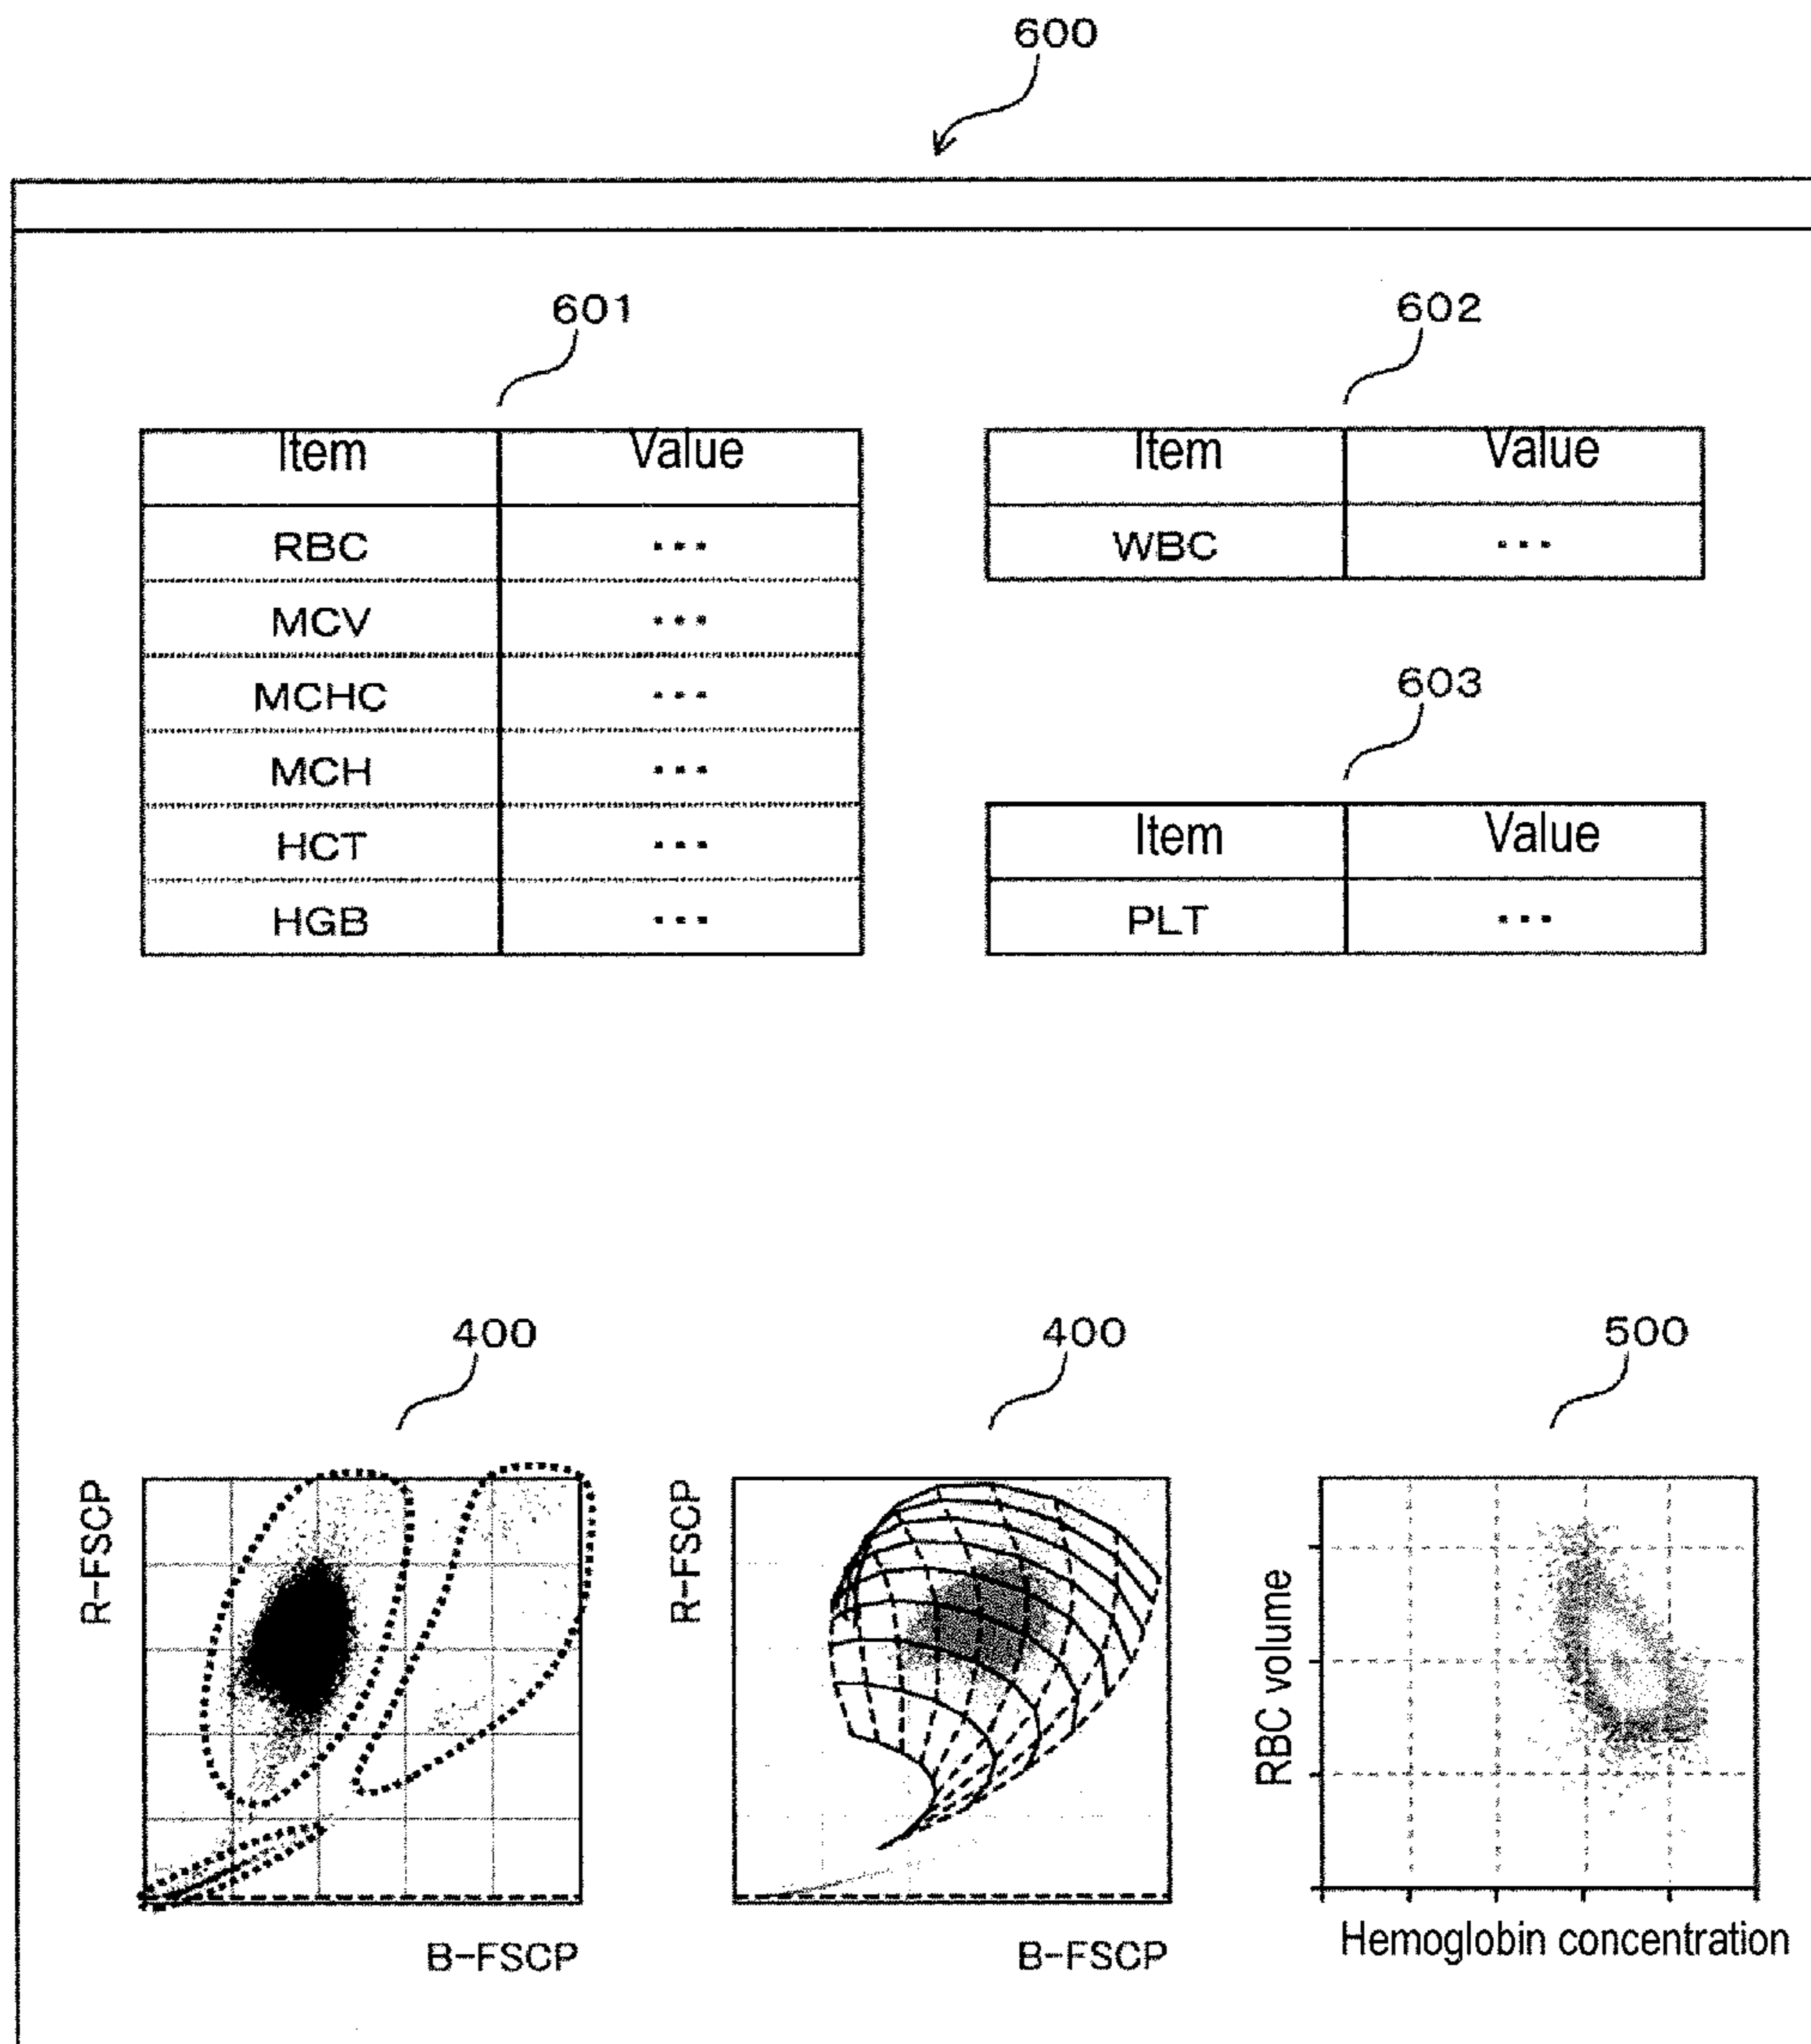 600
601
Item Value
RBC ...
MCV ...
MCHC ...
MCH ...
HCT ...
HGB ...
602
Item Value
WBC ...
603
Item Value
PLT ...
400
R-FSCP
B-FSCP
400
R-FSCP
B-FSCP
500
RBC volume
Hemoglobin concentration